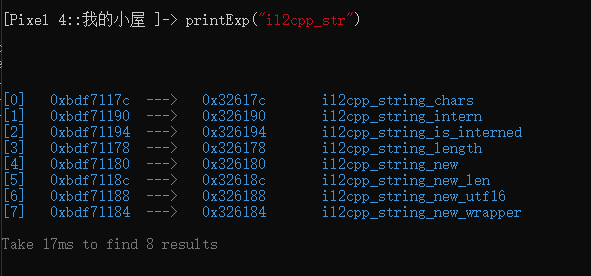 [Pixel 4::我的小屋 ]-> printExp("il2cpp_str")
[0] 0xbdf7117c ---> 0x32617c il2cpp_string_chars
[1] 0xbdf71190 ---> 0x326190 il2cpp_string_intern
[2] 0xbdf71194 ---> 0x326194 il2cpp_string_is_interned
[3] 0xbdf71178 ---> 0x326178 il2cpp_string_length
[4] 0xbdf71180 ---> 0x326180 il2cpp_string_new
[5] 0xbdf7118c ---> 0x32618c il2cpp_string_new_len
[6] 0xbdf71188 ---> 0x326188 il2cpp_string_new_utf16
[7] 0xbdf71184 ---> 0x326184 il2cpp_string_new_wrapper
Take 17ms to find 8 results